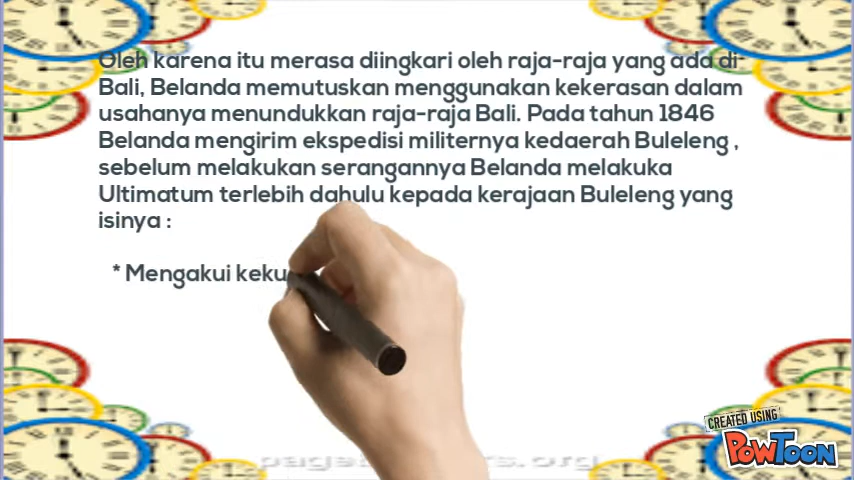 Oleh karena itu merasa diingkari oleh raja-raja yang ada di
Bali, Belanda memutuskan menggunakan kekerasan dalam
usahanya menundukkan raja-raja Bali. Pada tahun 1846
Belanda mengirim ekspedisi militernya kedaerah Buleleng ,
sebelum melakukan serangannya Belanda melakuka
Ultimatum terlebih dahulu kepada kerajaan Buleleng yang
isinya :
* Mengakui keku
CREATED USING
POWTOON